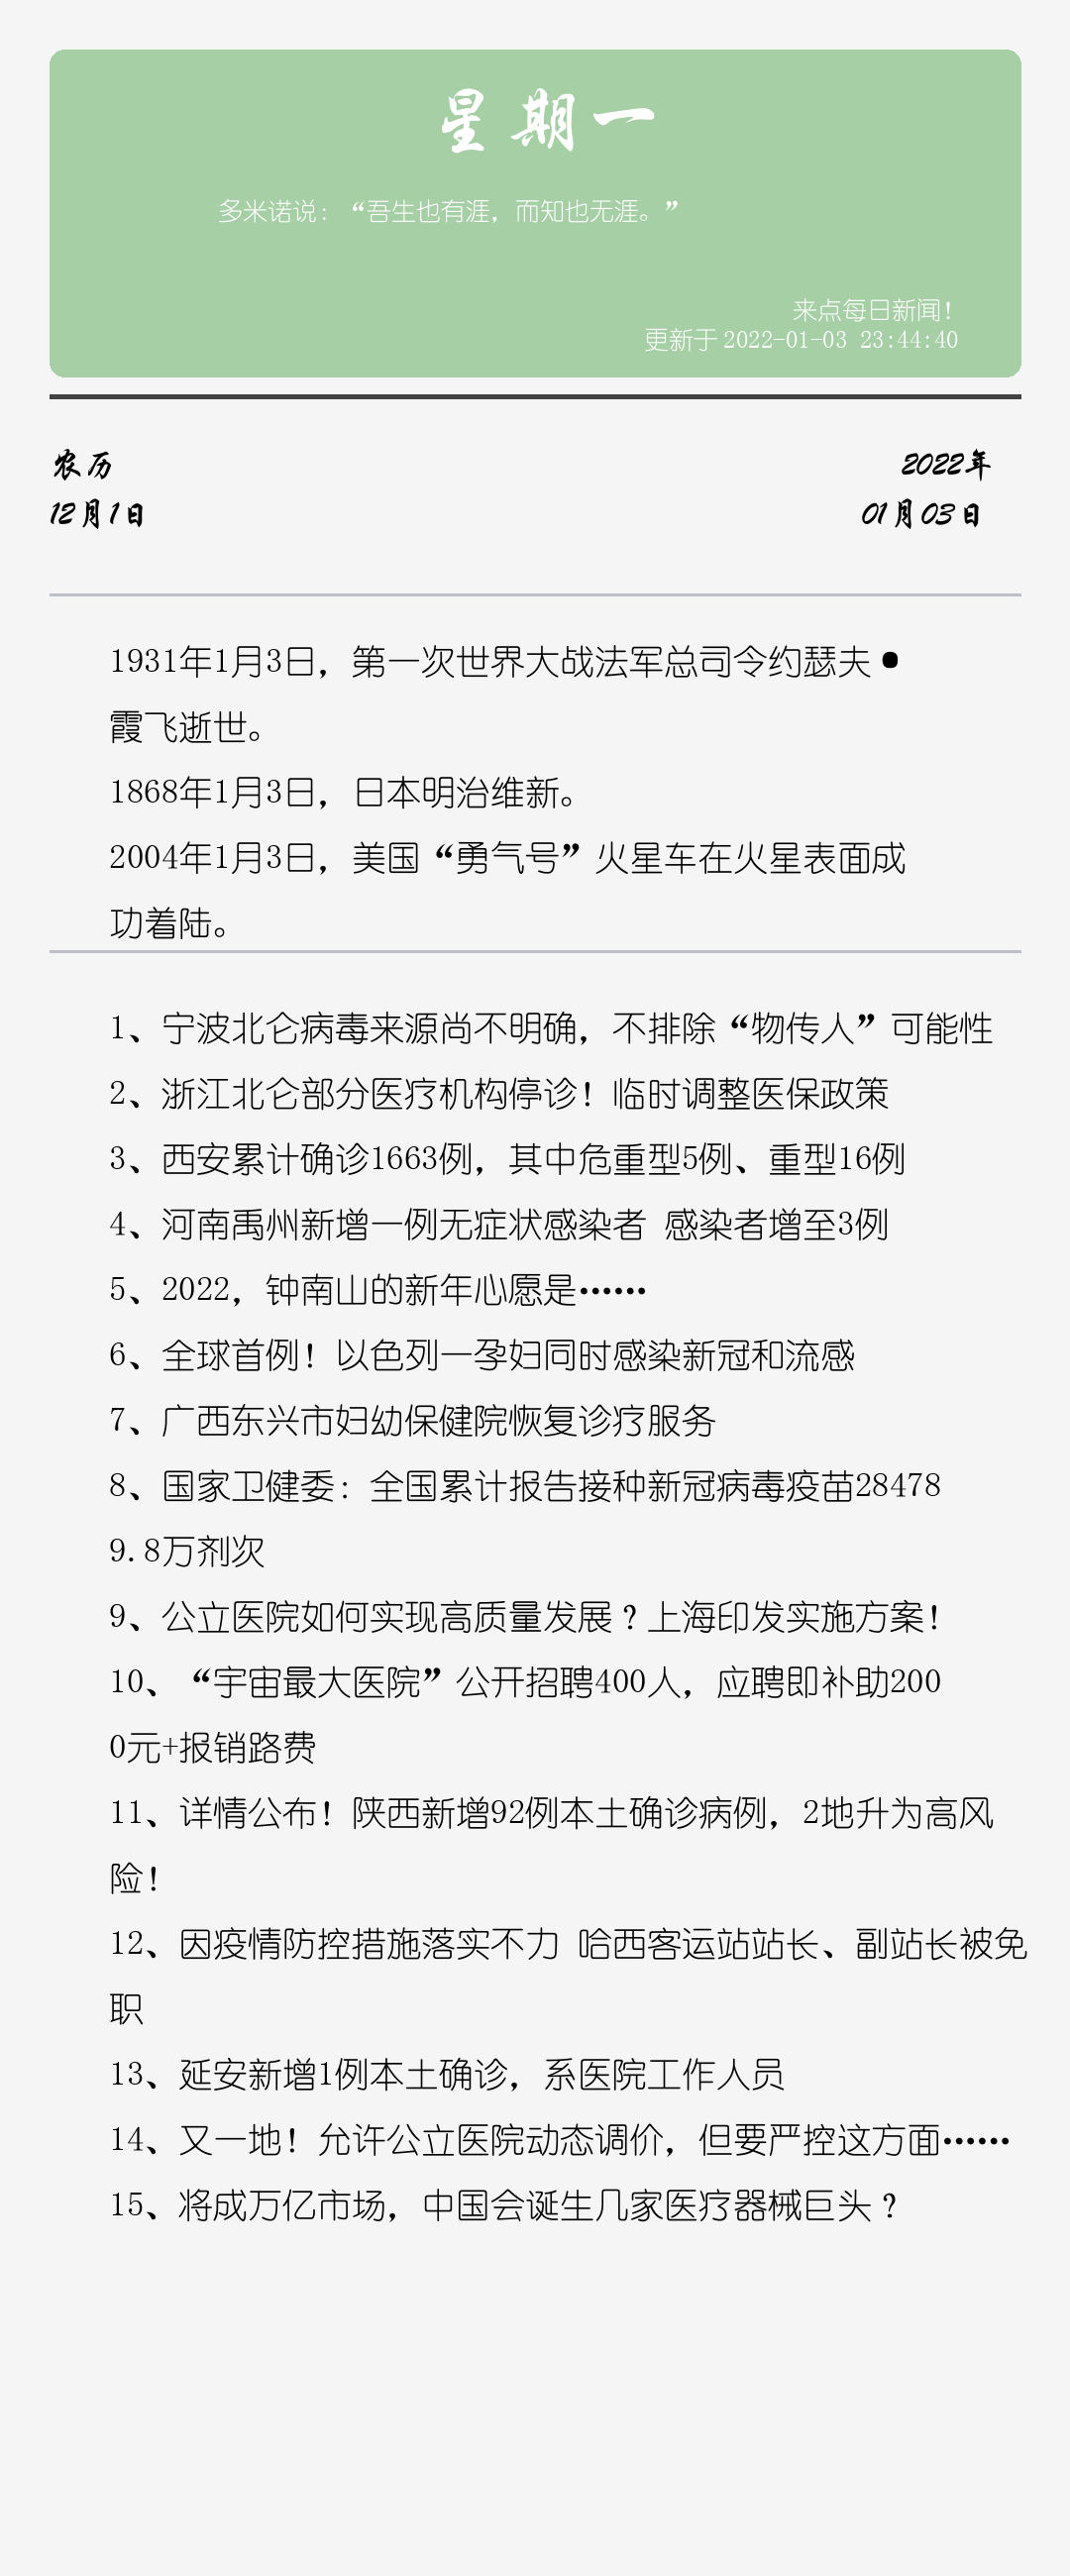 星期一
多米诺说：“吾生也有涯，而知也无涯。”
来点每日新闻！
更新于 2022-01-03 23:44:40
农历
2022年
12月1日
01月03日
1931年1月3日，第一次世界大战法军总司令约瑟夫•
霞飞逝世。
1868年1月3日，日本明治维新。
2004年1月3日，美国“勇气号”火星车在火星表面成
功着陆。
1、宁波北仑病毒来源尚不明确，不排除“物传人”可能性
2、浙江北仑部分医疗机构停诊！临时调整医保政策
3、西安累计确诊1663例，其中危重型5例、重型16例
4、河南禹州新增一例无症状感染者 感染者增至3例
5、2022，钟南山的新年心愿是……
6、全球首例！以色列一孕妇同时感染新冠和流感
7、广西东兴市妇幼保健院恢复诊疗服务
8、国家卫健委：全国累计报告接种新冠病毒疫苗28478
9.8万剂次
9、公立医院如何实现高质量发展？上海印发实施方案！
10、“宇宙最大医院”公开招聘400人，应聘即补助200
0元+报销路费
11、详情公布！陕西新增92例本土确诊病例，2地升为高风
险！
12、因疫情防控措施落实不力 哈西客运站站长、副站长被免
职
13、延安新增1例本土确诊，系医院工作人员
14、又一地！允许公立医院动态调价，但要严控这方面……
15、将成万亿市场，中国会诞生几家医疗器械巨头？